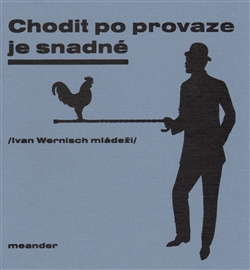 Chodit po provaze
je snadné
/Ivan Wernisch mládeži/
meander